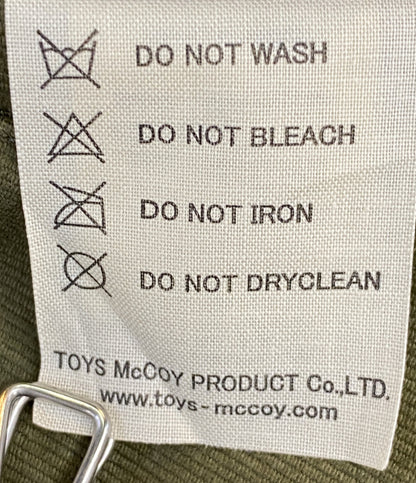 DO NOT WASH
DO NOT BLEACH
DO NOT IRON
DO NOT DRYCLEAN
TOYS McCOY PRODUCT Co.,LTD.
www.toys-mccoy.com